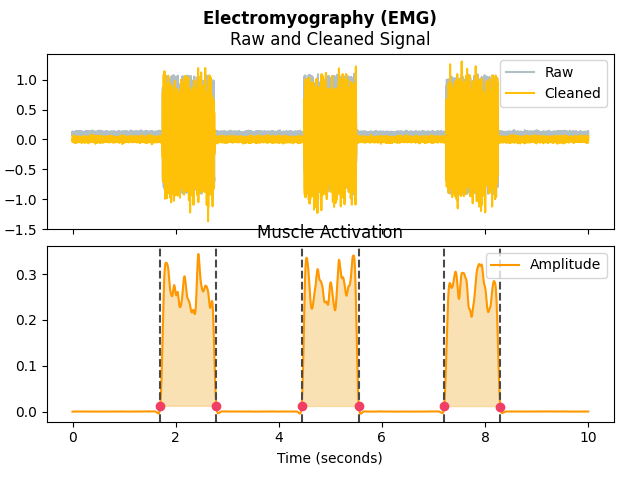 Electromyography (EMG)
Raw and Cleaned Signal
1.0
0.5
0.0
−0.5
−1.0
−1.5
Raw
Cleaned
Muscle Activation
0.3
0.2
0.1
0.0
Amplitude
0 2 4 6 8 10
Time (seconds)